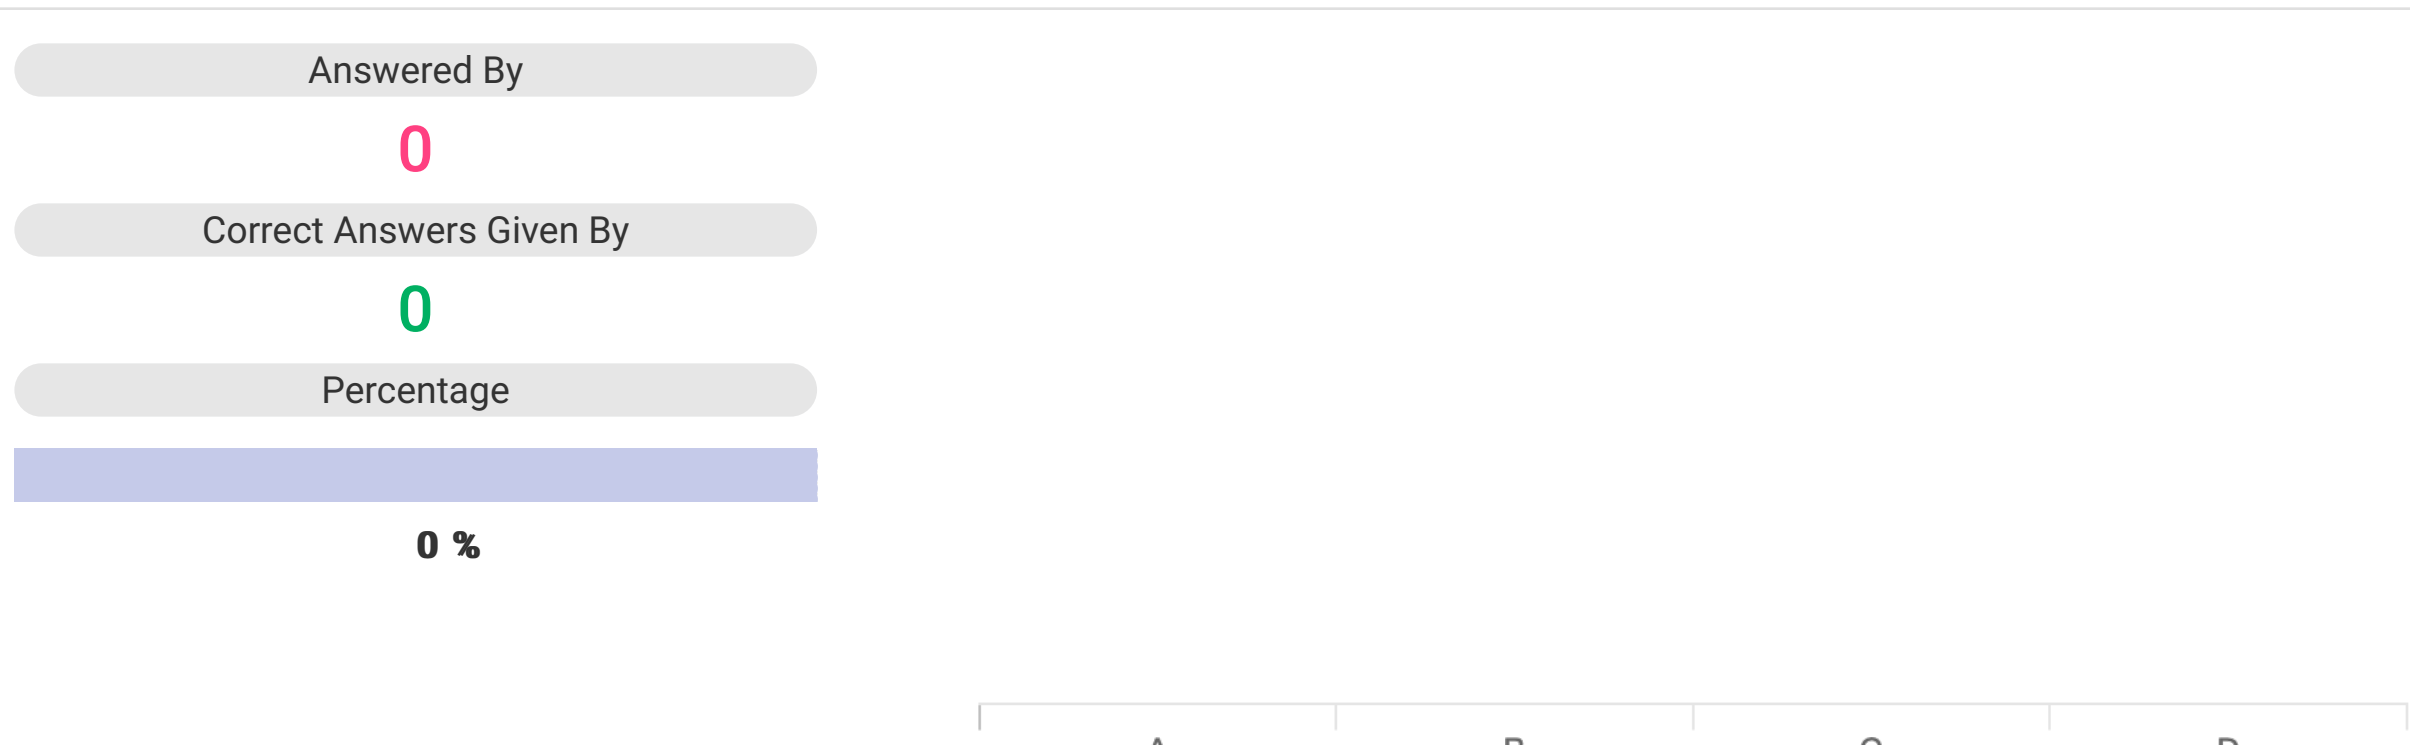 Answered By
0
Correct Answers Given By
0
Percentage
0 %
A B C D